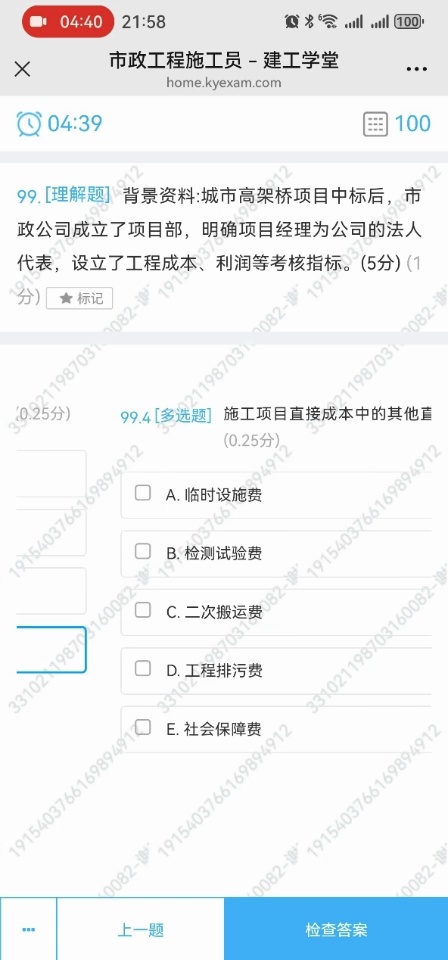 04:40 21:58 6 100
市政工程施工员 – 建工学堂
home.kyexam.com
04:39 100
99. [理解题] 背景资料:城市高架桥项目中标后，市
政公司成立了项目部，明确项目经理为公司的法人
代表，设立了工程成本、利润等考核指标。(5分) (1
分) ★ 标记
0.25分)
99.4 [多选题] 施工项目直接成本中的其他直
(0.25分)
A. 临时设施费
B. 检测试验费
C. 二次搬运费
D. 工程排污费
E. 社会保障费
上一题 检查答案